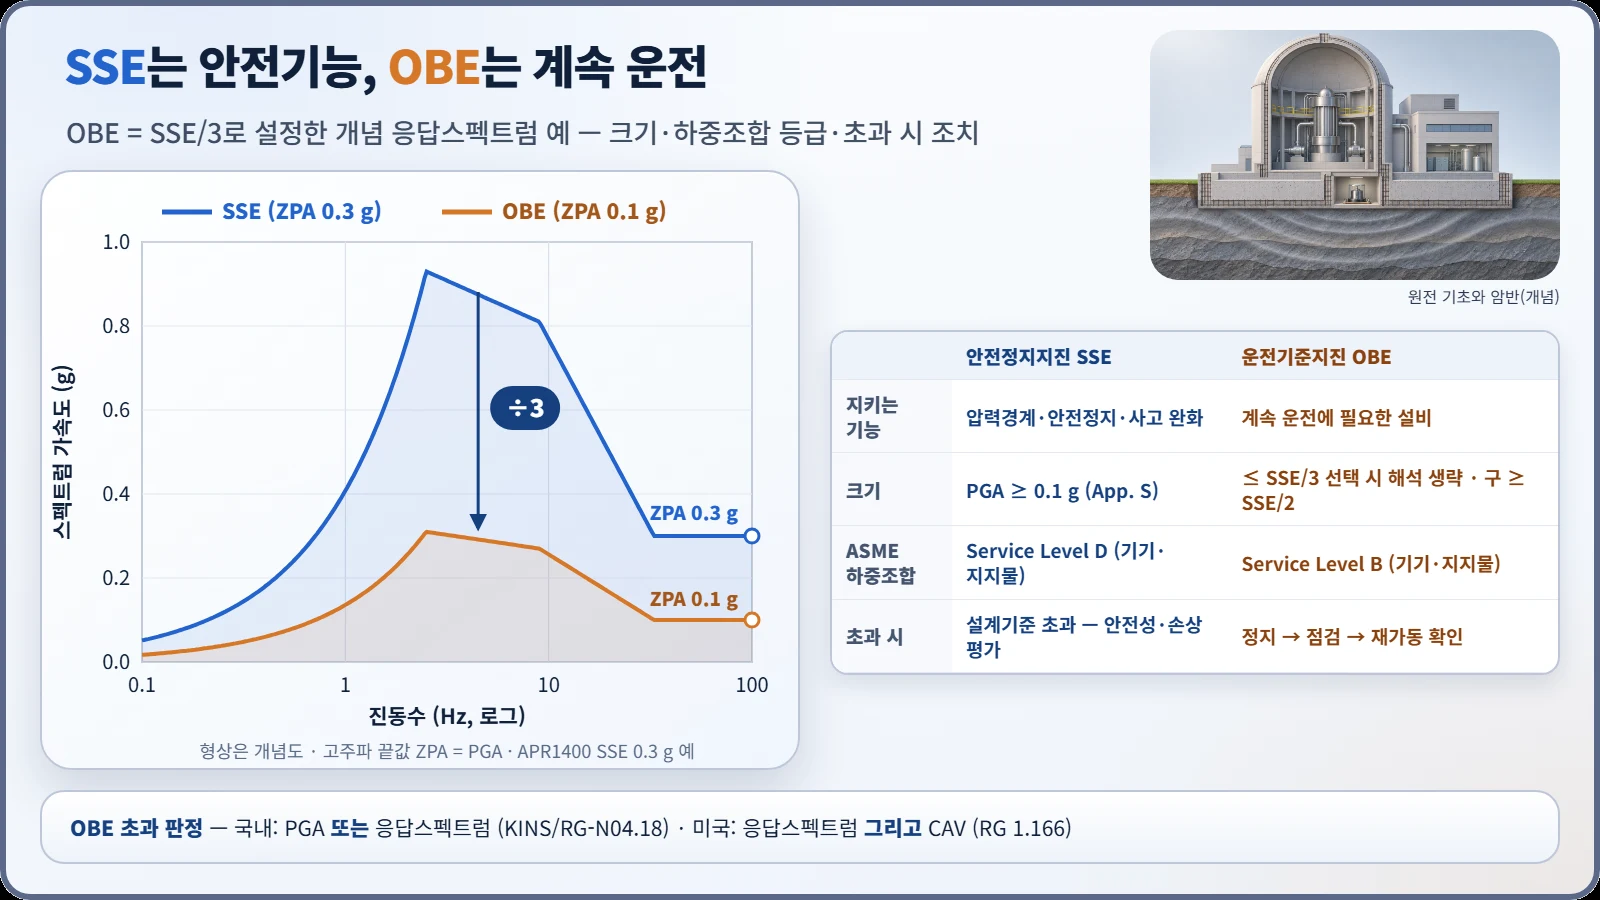 SSE는 안전기능, OBE는 계속 운전
OBE = SSE/3로 설정한 개념 응답스펙트럼 예 — 크기·하중조합 등급·초과 시 조치
SSE (ZPA 0.3 g)
OBE (ZPA 0.1 g)
1.0
0.8
0.6
0.4
0.2
0.0
스펙트럼 가속도 (g)
÷3
ZPA 0.3 g
ZPA 0.1 g
0.1
1
10
100
진동수 (Hz, 로그)
형상은 개념도 · 고주파 끝값 ZPA = PGA · APR1400 SSE 0.3 g 예
원전 기초와 암반(개념)
안전정지지진 SSE
운전기준지진 OBE
지키는
기능
압력경계·안전정지·사고 완화
계속 운전에 필요한 설비
크기
PGA ≥ 0.1 g (App. S)
≤ SSE/3 선택 시 해석 생략 · 구 ≥
SSE/2
ASME
하중조합
Service Level D (기기·
지지물)
Service Level B (기기·지지물)
초과 시
설계기준 초과 — 안전성·손상
평가
정지 → 점검 → 재가동 확인
OBE 초과 판정 — 국내: PGA 또는 응답스펙트럼 (KINS/RG-N04.18) · 미국: 응답스펙트럼 그리고 CAV (RG 1.166)